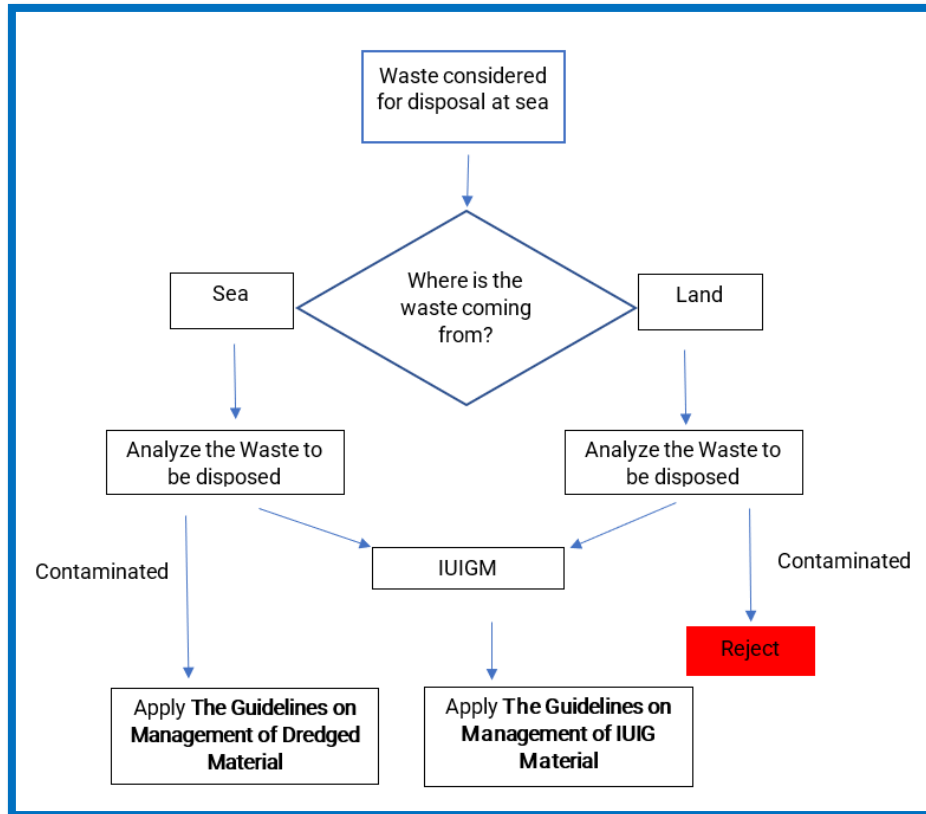 Waste considered
for disposal at sea
Where is the
waste coming
from?
Sea
Land
Analyze the Waste to
be disposed
Analyze the Waste to
be disposed
Contaminated
IUIGM
Contaminated
Reject
Apply The Guidelines on
Management of Dredged
Material
Apply The Guidelines on
Management of IUIG
Material